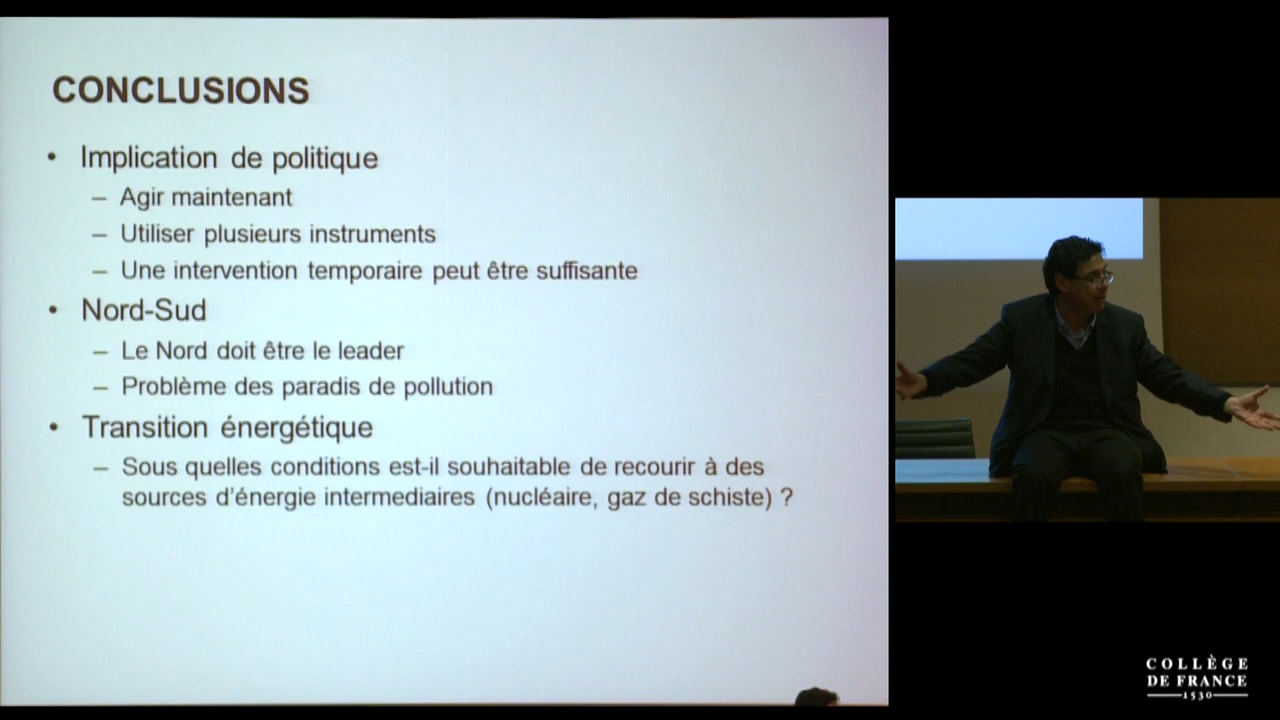 CONCLUSIONS
• Implication de politique
– Agir maintenant
– Utiliser plusieurs instruments
– Une intervention temporaire peut être suffisante
• Nord-Sud
– Le Nord doit être le leader
– Problème des paradis de pollution
• Transition énergétique
– Sous quelles conditions est-il souhaitable de recourir à des
sources d'énergie intermediaires (nucléaire, gaz de schiste) ?
COLLÈGE
DE FRANCE
1530